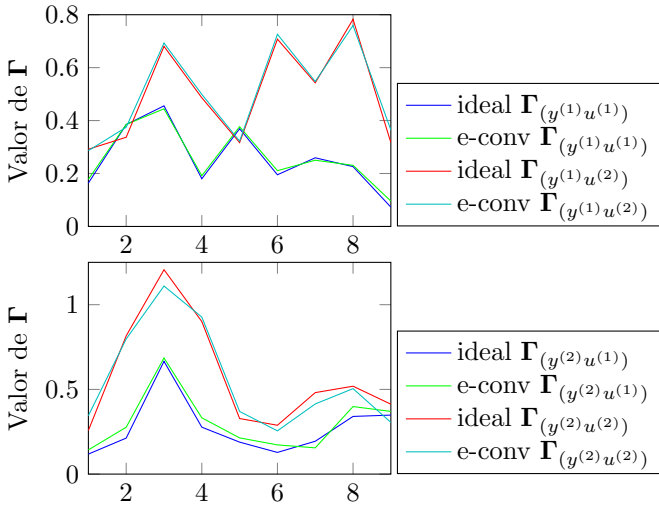 0.8
0.6
0.4
0.2
0
Valor de Γ
2 4 6 8
ideal Γ(y(1)u(1))
e-conv Γ(y(1)u(1))
ideal Γ(y(1)u(2))
e-conv Γ(y(1)u(2))
1
0.5
0
Valor de Γ
2 4 6 8
ideal Γ(y(2)u(1))
e-conv Γ(y(2)u(1))
ideal Γ(y(2)u(2))
e-conv Γ(y(2)u(2))